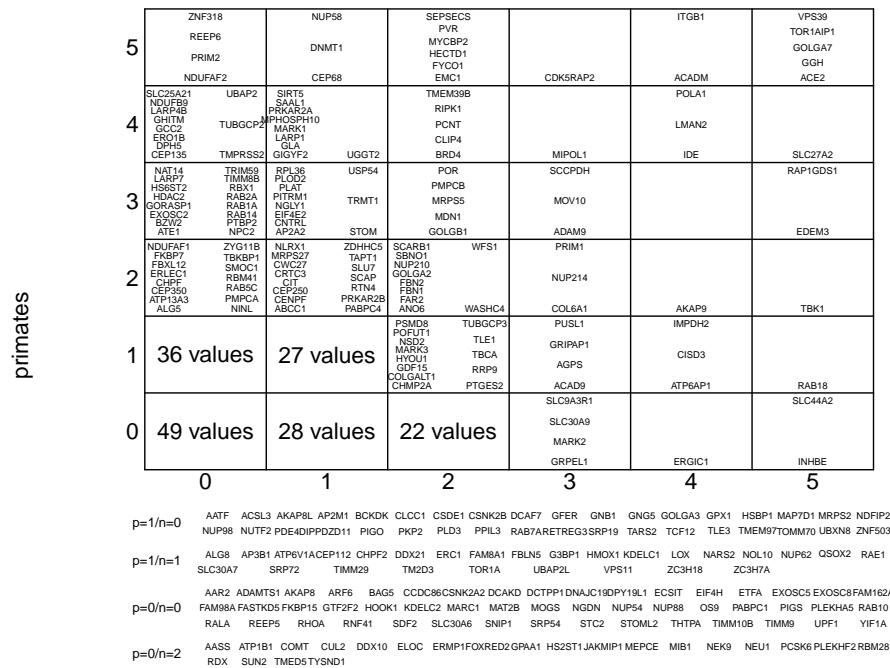 ZNF318 NUP58 SEPSECS ITGB1 VPS39
PVR TOR1AIP1
REEP6 MYCBP2
5 DNMT1 HECTD1 GOLGA7
PRIM2 FYCO1 GGH
NDUFAF2 CEP68 EMC1 CDK5RAP2 ACADM ACE2
SLC25A21 UBAP2 SIRT5 TMEM39B POLA1
NDUFB9 SAAL1
LARP4B PRKAR2A RIPK1
GHITM MPHOSPH10
4 GCC2 TUBGCP2 MARK1 PCNT LMAN2
ERO1B LARP1 CLIP4
DPH5 GLA
CEP135 TMPRSS2 GIGYF2 UGGT2 BRD4 MIPOL1 IDE SLC27A2
NAT14 TRIM59 RPL36 USP54 POR SCCPDH RAP1GDS1
LARP7 TIMM8B PLOD2
HS6ST2 RBX1 PLAT PMPCB
HDAC2 RAB2A PITRM1
3 GORASP1 RAB1A NGLY1 TRMT1 MRPS5 MOV10
EXOSC2 RAB14 EIF4E2 MDN1
BZW2 PTBP2 CNTRL
ATE1 NPC2 AP2A2 STOM GOLGB1 ADAM9 EDEM3
NDUFAF1 ZYG11B NLRX1 ZDHHC5 SCARB1 WFS1 PRIM1
FKBP7 TBKBP1 MRPS27 TAPT1 SBNO1
FBXL12 SMOC1 CWC27 SLU7 NUP210
ERLEC1 CRTC3 GOLGA2
2 CHPF RBM41 CIT SCAP FBN2 NUP214
CEP350 RAB5C CEP250 RTN4 FBN1
ATP13A3 PMPCA CENPF PRKAR2B FAR2
ALG5 NINL ABCC1 PABPC4 ANO6 WASHC4 COL6A1 AKAP9 TBK1
primates
PSMD8 TUBGCP3 PUSL1 IMPDH2
POFUT1 TLE1
NSD2 GRIPAP1
1 36 values 27 values MARK3 TBCA CISD3
HYOU1
GDF15 RRP9 AGPS
COLGALT1
CHMP2A PTGES2 ACAD9 ATP6AP1 RAB18
SLC9A3R1 SLC44A2
SLC30A9
0 49 values 28 values 22 values MARK2
GRPEL1 ERGIC1 INHBE
0 1 2 3 4 5
AATF ACSL3 AKAP8L AP2M1 BCKDK CLCC1 CSDE1 CSNK2B DCAF7 GFER GNB1 GNG5 GOLGA3 GPX1 HSBP1 MAP7D1 MRPS2 NDFIP2
p=1/n=0
NUP98 NUTF2 PDE4DIP PDZD11 PIGO PKP2 PLD3 PPIL3 RAB7A RETREG3 SRP19 TARS2 TCF12 TLE3 TMEM97 TOMM70 UBXN8 ZNF503
ALG8 AP3B1 ATP6V1A CEP112 CHPF2 DDX21 ERC1 FAM8A1 FBLN5 G3BP1 HMOX1 KDELC1 LOX NARS2 NOL10 NUP62 QSOX2 RAE1
p=1/n=1
SLC30A7 SRP72 TIMM29 TM2D3 TOR1A UBAP2L VPS11 ZC3H18 ZC3H7A
AAR2 ADAMTS1 AKAP8 ARF6 BAG5 CCDC86 CSNK2A2 DCAKD DCTPP1 DNAJC19 DPY19L1 ECSIT EIF4H ETFA EXOSC5 EXOSC8 FAM162A
p=0/n=0 FAM98A FASTKD5 FKBP15 GTF2F2 HOOK1 KDELC2 MARC1 MAT2B MOGS NGDN NUP54 NUP88 OS9 PABPC1 PIGS PLEKHA5 RAB10
RALA REEP5 RHOA RNF41 SDF2 SLC30A6 SNIP1 SRP54 STC2 STOML2 THTPA TIMM10B TIMM9 UPF1 YIF1A
AASS ATP1B1 COMT CUL2 DDX10 ELOC ERMP1 FOXRED2 GPAA1 HS2ST1 JAKMIP1 MEPCE MIB1 NEK9 NEU1 PCSK6 PLEKHF2 RBM28
p=0/n=2
RDX SUN2 TMED5 TYSND1